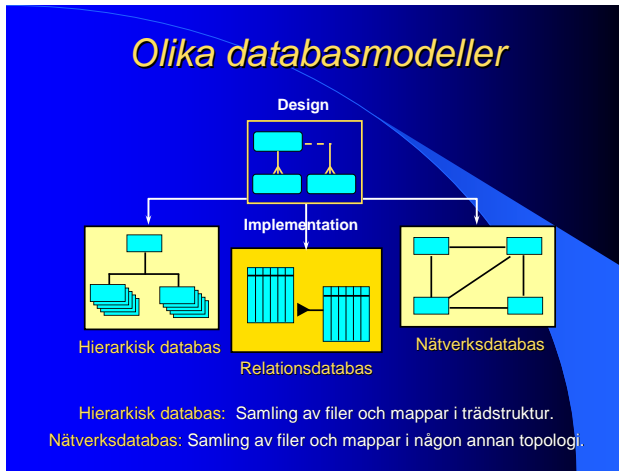 Olika databasmodeller
Design
Implementation
Hierarkisk databas
Relationsdatabas
Nätverksdatabas
Hierarkisk databas: Samling av filer och mappar i trädstruktur.
Nätverksdatabas: Samling av filer och mappar i någon annan topologi.